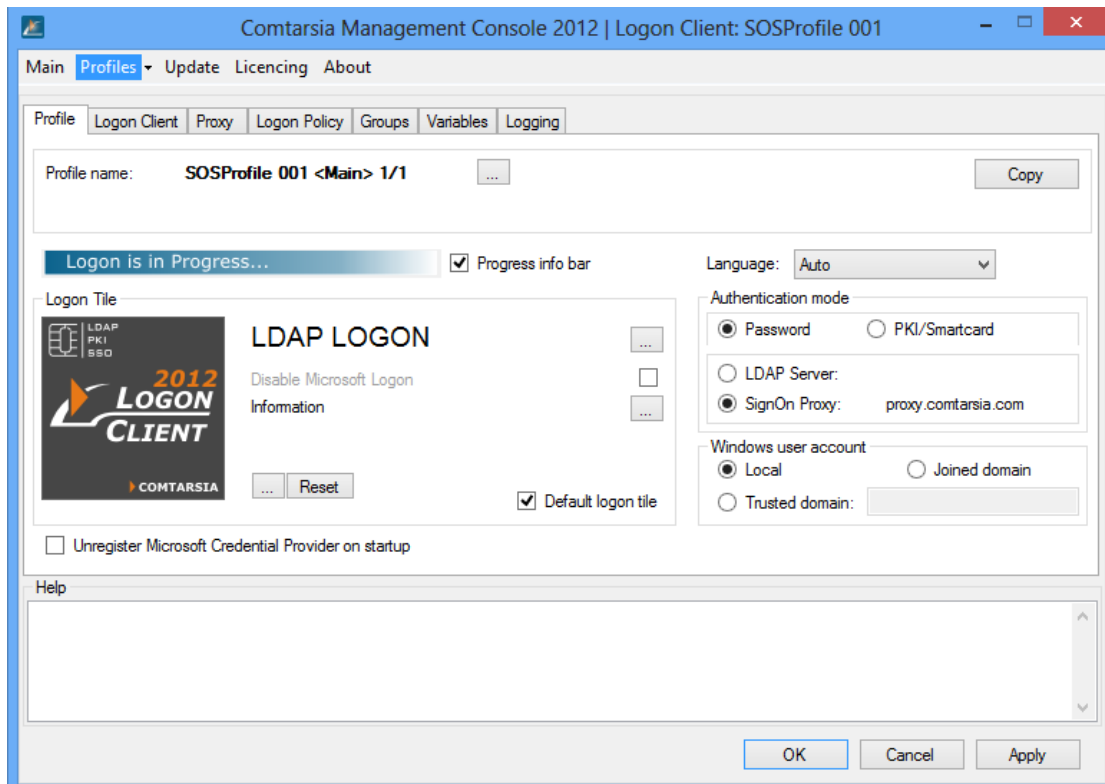 Comtarsia Management Console 2012 | Logon Client: SOSProfile 001
Main Profiles Update Licencing About
Profile Logon Client Proxy Logon Policy Groups Variables Logging
Profile name: SOSProfile 001 <Main> 1/1 ... Copy
Logon is in Progress... Progress info bar Language: Auto
Logon Tile
LDAP
PKI
SSO
2012
LOGON
CLIENT
COMTARSIA
LDAP LOGON ...
Disable Microsoft Logon
Information ...
... Reset
Default logon tile
Authentication mode
Password PKI/Smartcard
LDAP Server:
SignOn Proxy: proxy.comtarsia.com
Windows user account
Local Joined domain
Trusted domain:
Unregister Microsoft Credential Provider on startup
Help
OK Cancel Apply